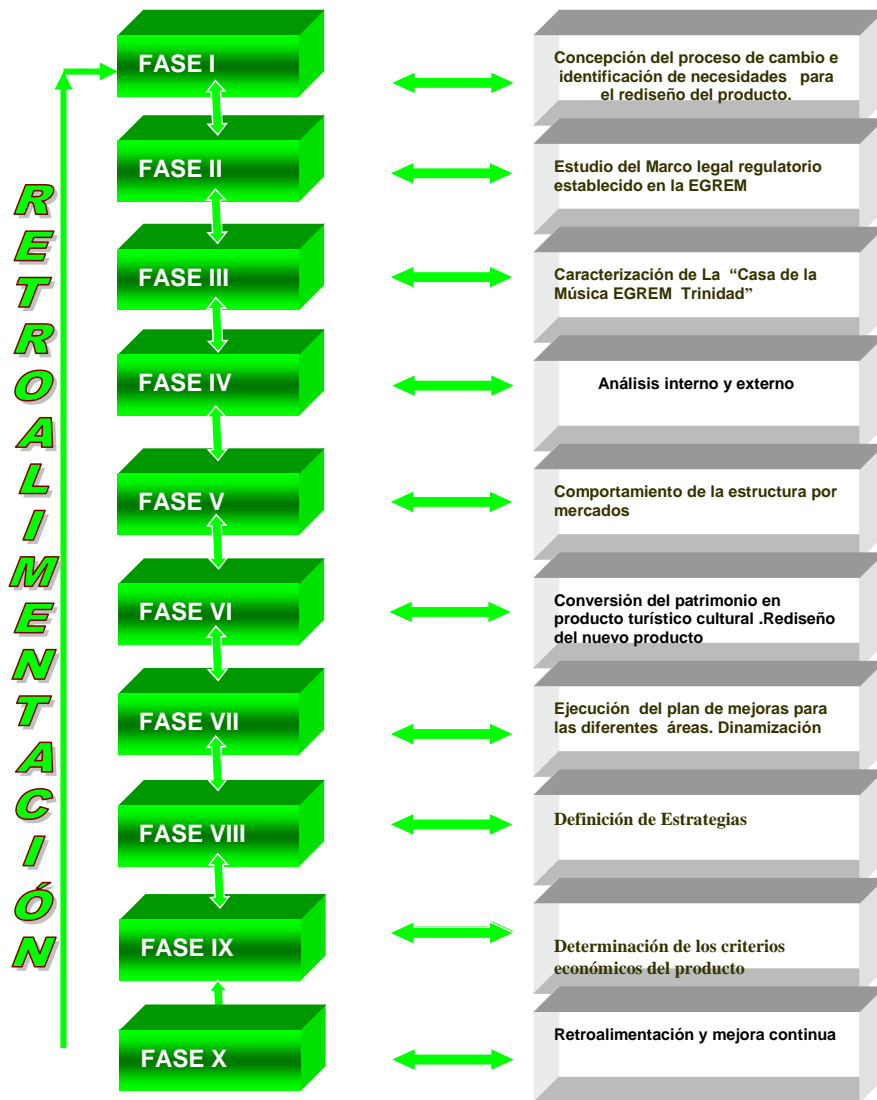 RETROALIMENTACIÓN
FASE I
Concepción del proceso de cambio e
identificación de necesidades para
el rediseño del producto.
FASE II
Estudio del Marco legal regulatorio
establecido en la EGREM
FASE III
Caracterización de La “Casa de la
Música EGREM Trinidad”
FASE IV
Análisis interno y externo
FASE V
Comportamiento de la estructura por
mercados
FASE VI
Conversión del patrimonio en
producto turístico cultural .Rediseño
del nuevo producto
FASE VII
Ejecución del plan de mejoras para
las diferentes áreas. Dinamización
FASE VIII
Definición de Estrategias
FASE IX
Determinación de los criterios
económicos del producto
FASE X
Retroalimentación y mejora continua